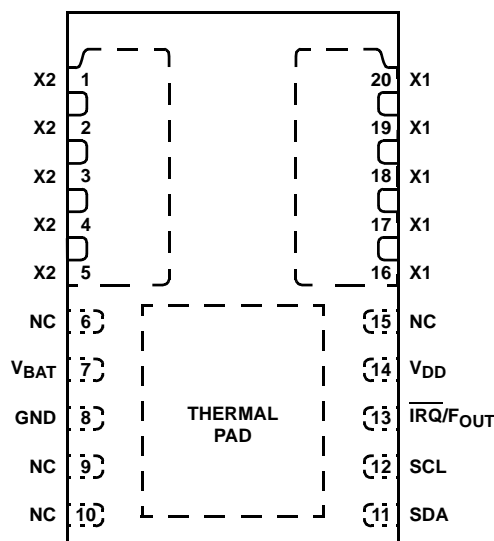 X2 1 20 X1
X2 2 19 X1
X2 3 18 X1
X2 4 17 X1
X2 5 16 X1
NC 6 15 NC
VBAT 7 14 VDD
GND 8 THERMAL PAD 13 IRQ/FOUT
NC 9 12 SCL
NC 10 11 SDA